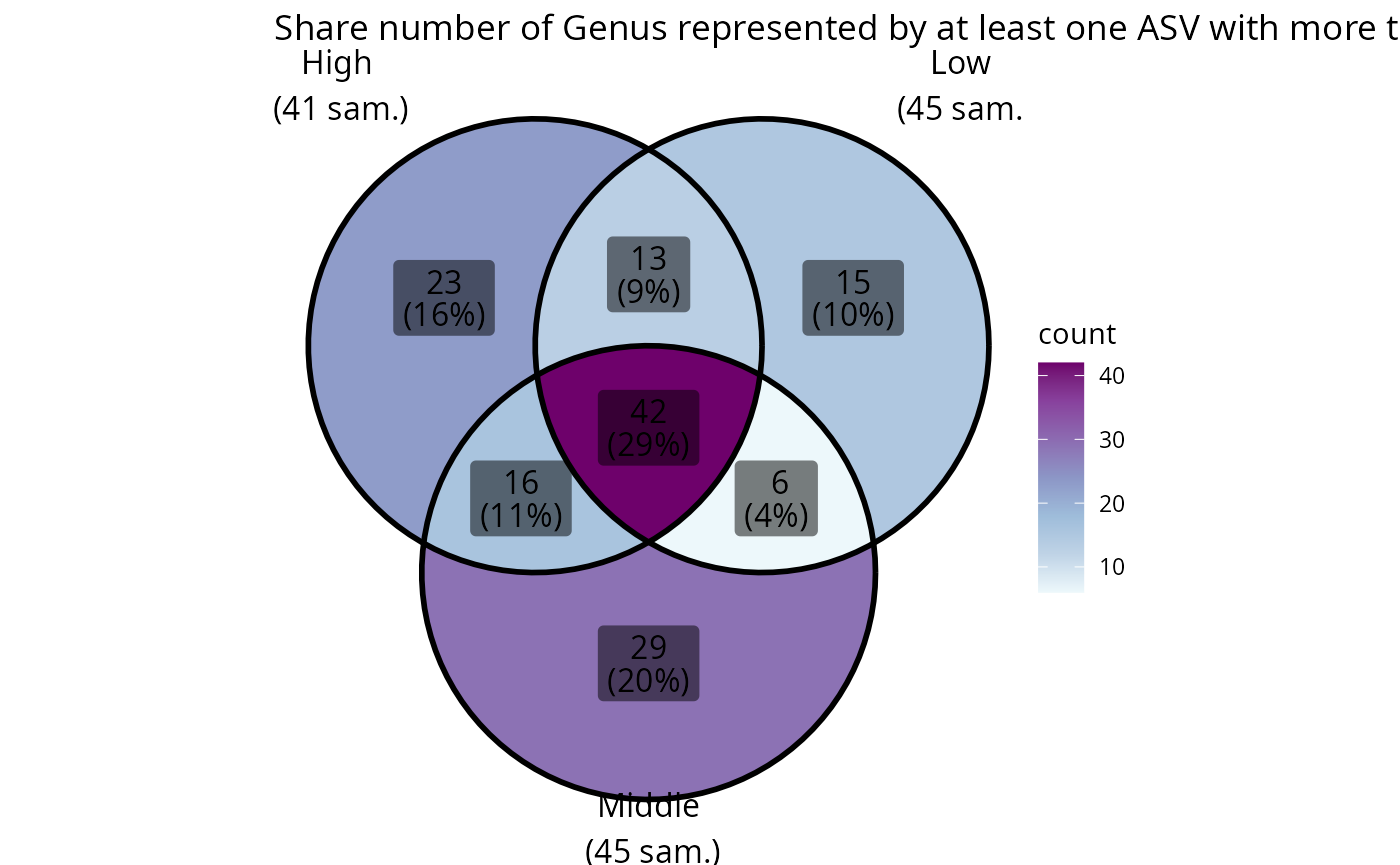 Share number of Genus represented by at least one ASV with more t
High
(41 sam.)
Low
(45 sam.
13
(9%)
23
(16%)
15
(10%)
count
40
30
20
10
42
(29%)
16
(11%)
6
(4%)
29
(20%)
Middle
(45 sam.)